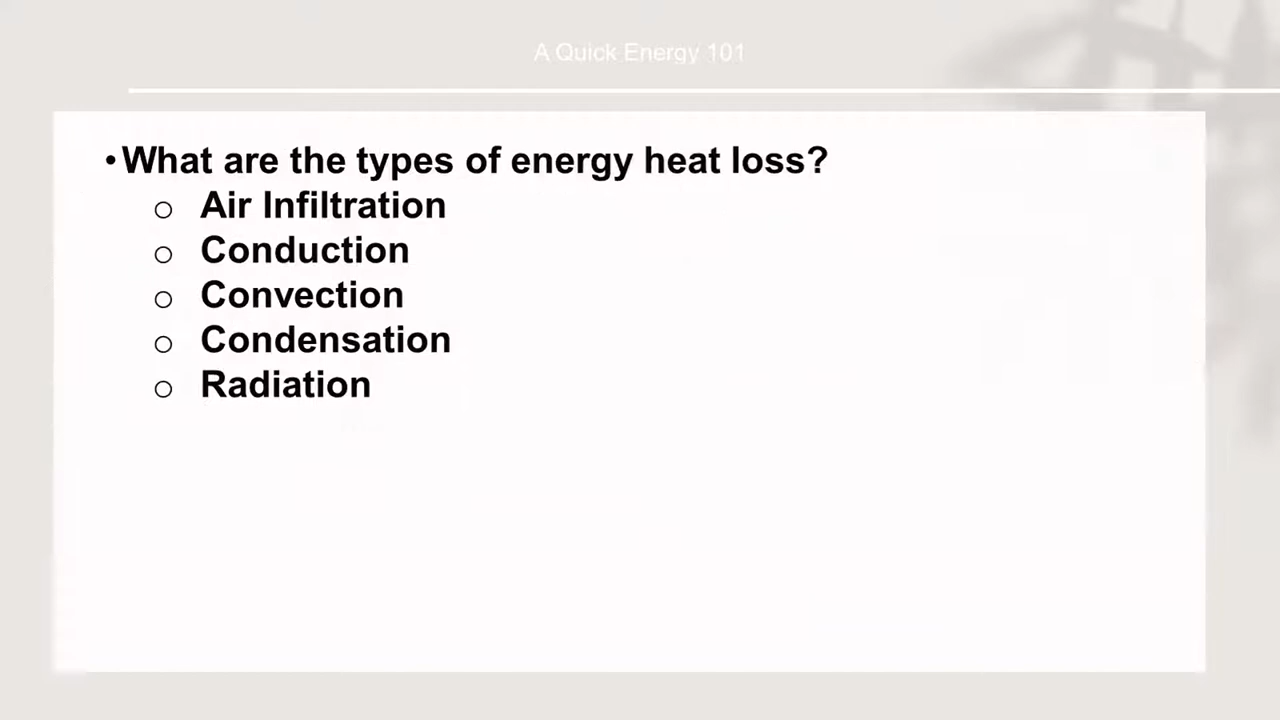 A Quick Energy 101
•What are the types of energy heat loss?
o Air Infiltration
o Conduction
o Convection
o Condensation
o Radiation